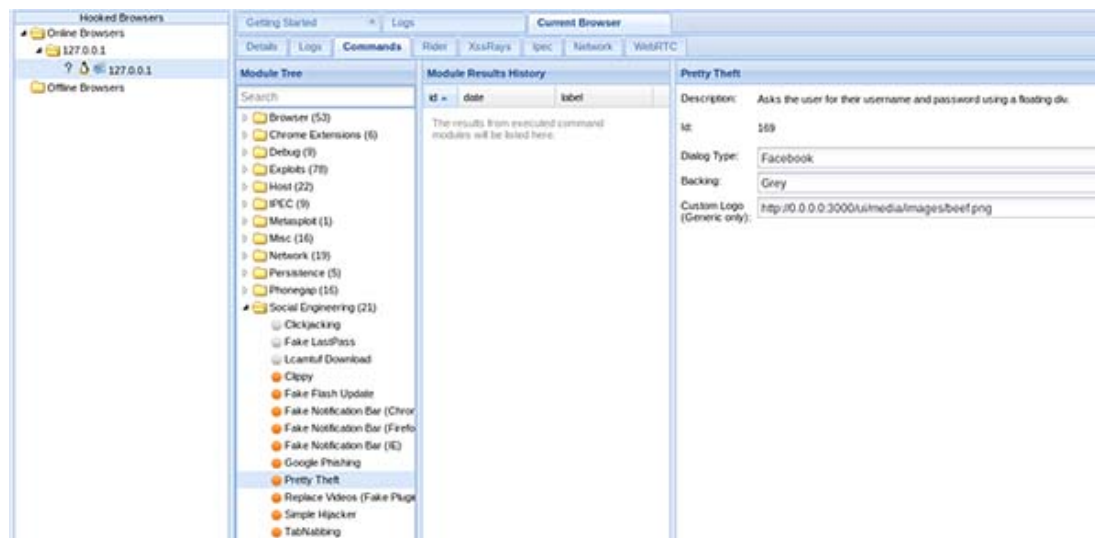 Hooked Browsers
Online Browsers
127.0.0.1
? 127.0.0.1
Offline Browsers
Getting Started
Logs
Current Browser
Details
Logs
Commands
Rider
XssRays
Ipec
Network
WebRTC
Module Tree
Search
Browser (53)
Chrome Extensions (6)
Debug (9)
Exploits (78)
Host (22)
IPEC (9)
Metasploit (1)
Misc (16)
Network (19)
Persistence (5)
Phonegap (16)
Social Engineering (21)
Clickjacking
Fake LastPass
Lcamtuf Download
Clippy
Fake Flash Update
Fake Notification Bar (Chror
Fake Notification Bar (Firefo
Fake Notification Bar (IE)
Google Phishing
Pretty Theft
Replace Videos (Fake Plugi
Simple Hijacker
TabNabbing
Module Results History
id date label
The results from executed command
modules will be listed here.
Pretty Theft
Description: Asks the user for their username and password using a floating div.
Id: 169
Dialog Type: Facebook
Backing: Grey
Custom Logo
(Generic only): http://0.0.0.0:3000/ui/media/images/beef.png